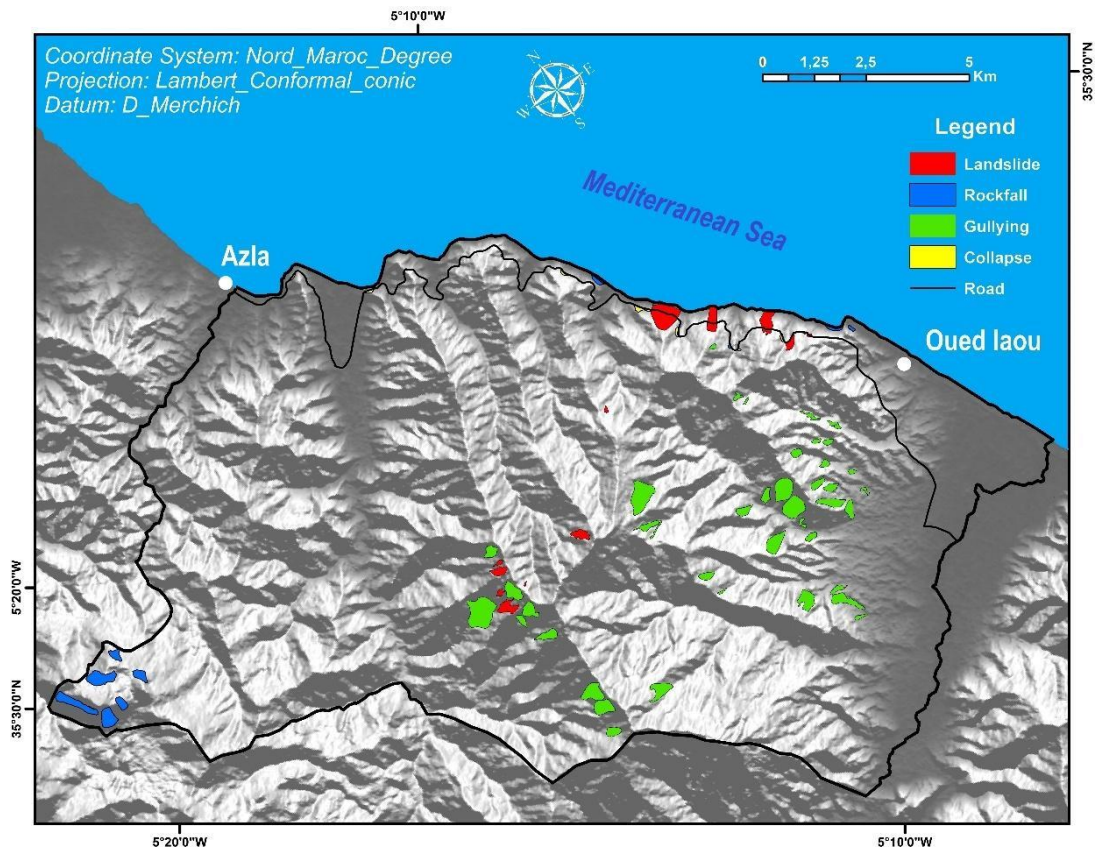 5°10'0"W
Coordinate System: Nord_Maroc_Degree
Projection: Lambert_Conformal_conic
Datum: D_Merchich
N
E
W
S
0 1,25 2,5 5
Km
35°30'0"N
Legend
Landslide
Rockfall
Gullying
Collapse
Road
Mediterranean Sea
Azla
Oued laou
5°20'0"W
35°30'0"N
5°20'0"W
5°10'0"W